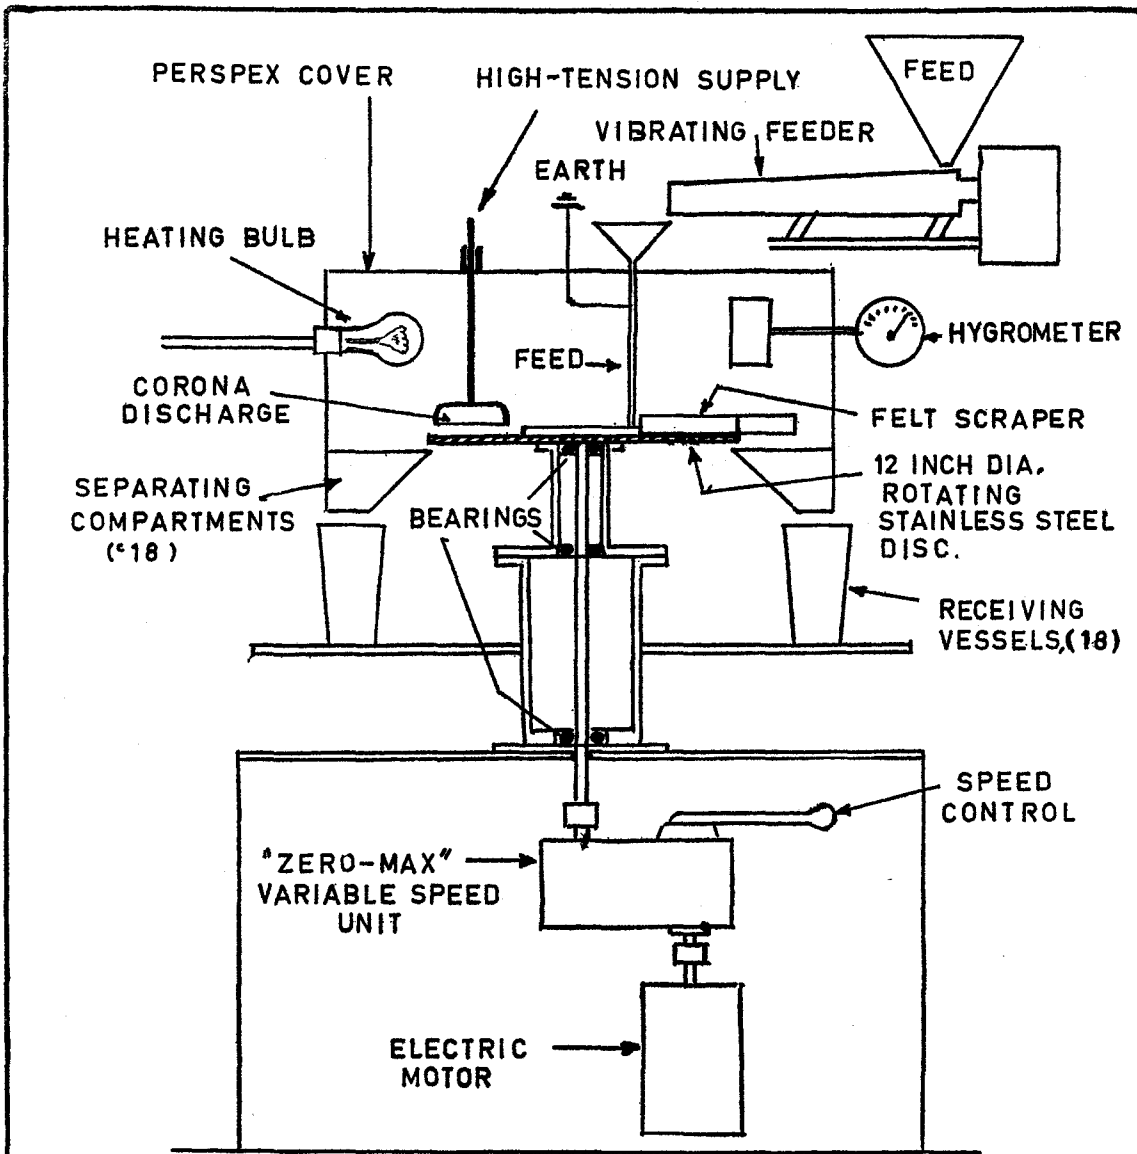 PERSPEX COVER
HIGH-TENSION SUPPLY
FEED
VIBRATING FEEDER
EARTH
HEATING BULB
HYGROMETER
FEED
CORONA
DISCHARGE
FELT SCRAPER
12 INCH DIA.
ROTATING
STAINLESS STEEL
DISC.
SEPARATING
COMPARTMENTS
(18)
BEARINGS
RECEIVING
VESSELS,(18)
SPEED
CONTROL
"ZERO-MAX"
VARIABLE SPEED
UNIT
ELECTRIC
MOTOR